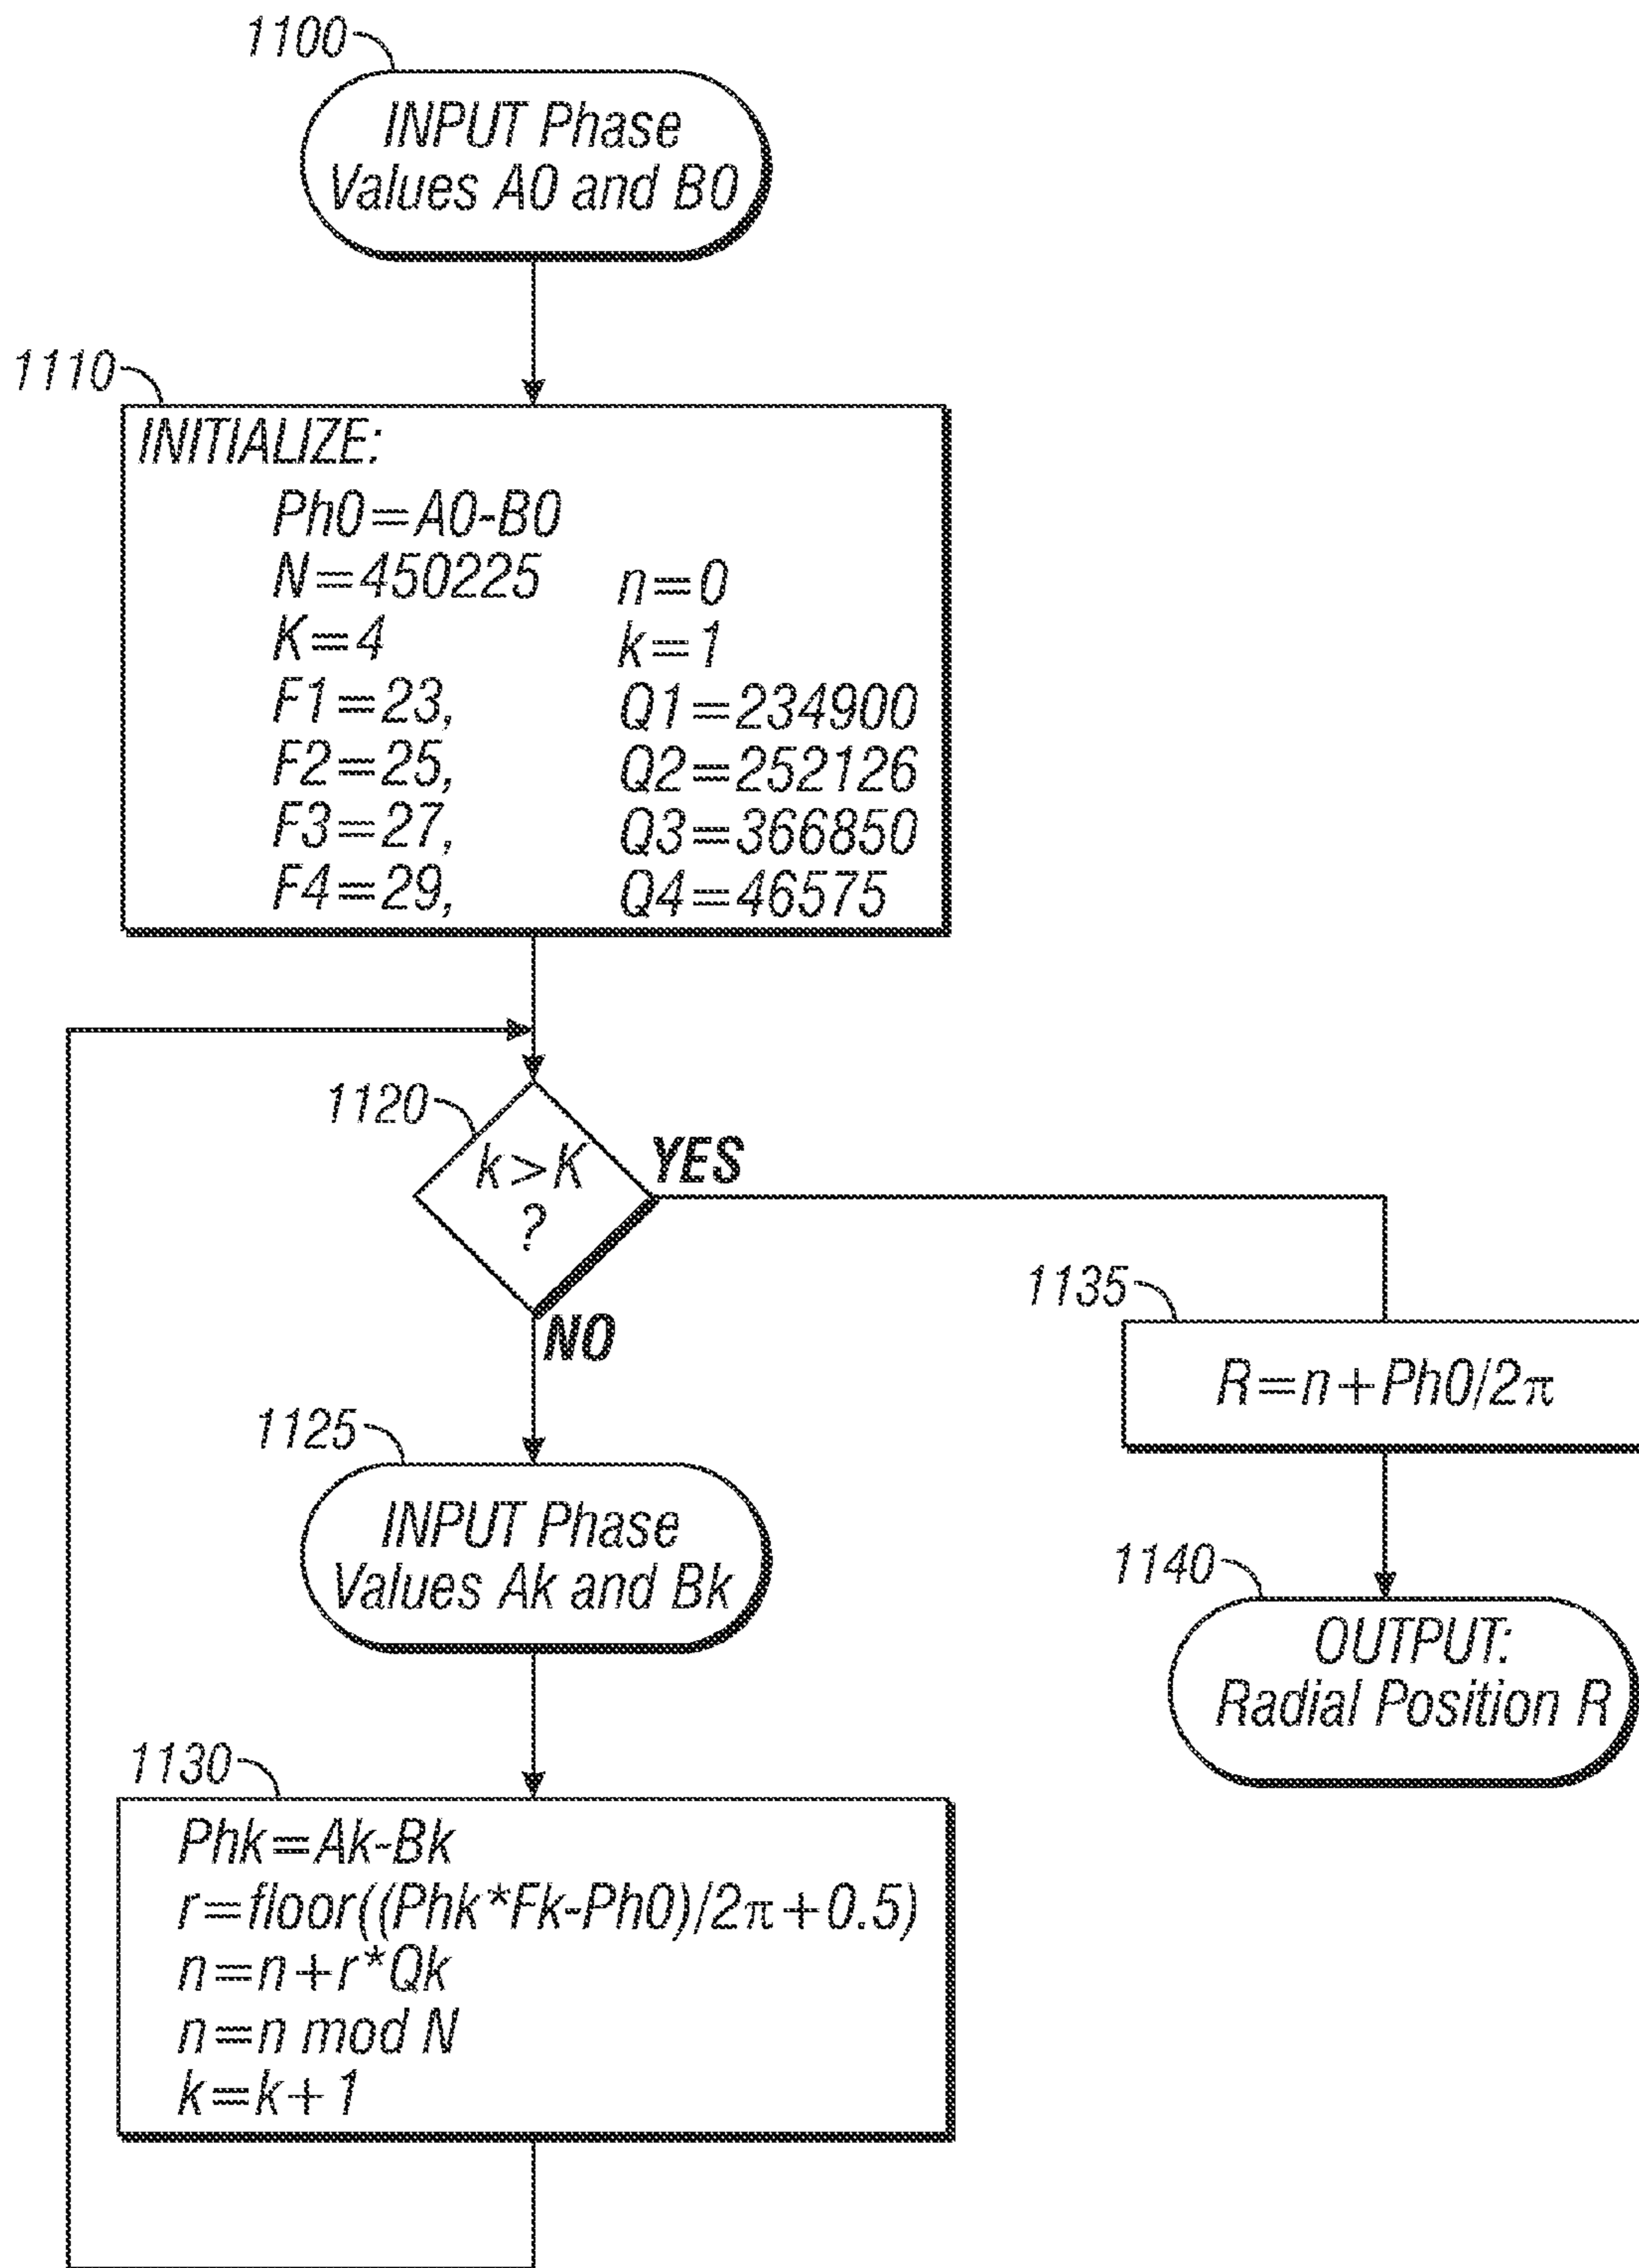 1100
INPUT Phase
Values A0 and B0
1110
INITIALIZE:
Ph0=A0-B0
N=450225
n=0
K=4
k=1
F1=23,
Q1=234900
F2=25,
Q2=252126
F3=27,
Q3=366850
F4=29,
Q4=46575
1120
k>K
?
YES
NO
1125
INPUT Phase
Values Ak and Bk
1130
Phk=Ak-Bk
r=floor((Phk*Fk-Ph0)/2π+0.5)
n=n+r*Qk
n=n mod N
k=k+1
1135
R=n+Ph0/2π
1140
OUTPUT:
Radial Position R